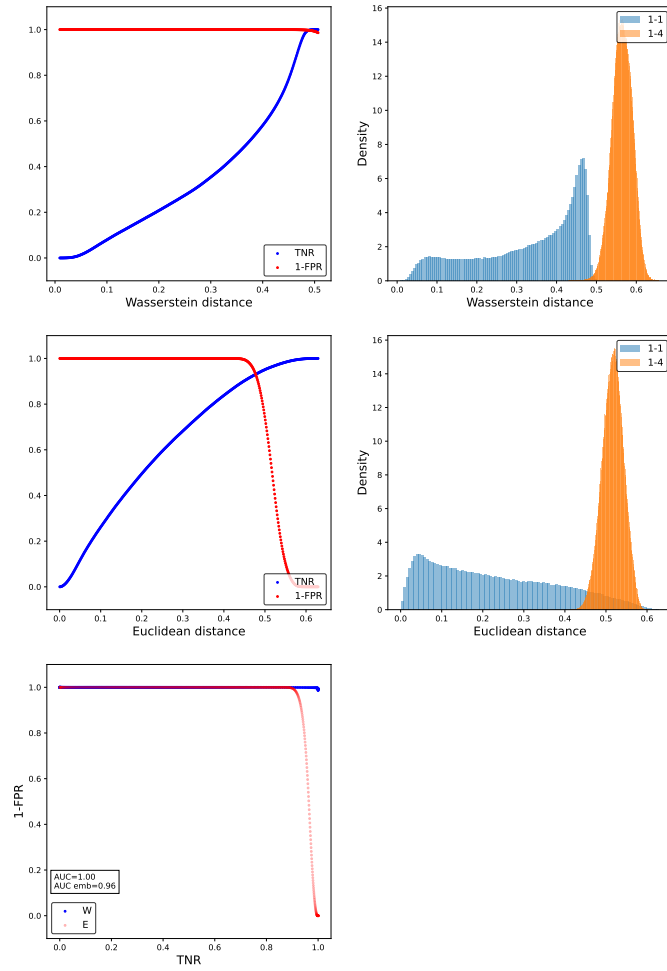 1.0
0.8
0.6
0.4
0.2
0.0
0.0 0.1 0.2 0.3 0.4 0.5
Wasserstein distance
TNR
1-FPR
16
14
12
10
8
6
4
2
0
Density
0.0 0.1 0.2 0.3 0.4 0.5 0.6
Wasserstein distance
1-1
1-4
1.0
0.8
0.6
0.4
0.2
0.0
0.0 0.1 0.2 0.3 0.4 0.5 0.6
Euclidean distance
TNR
1-FPR
16
14
12
10
8
6
4
2
0
Density
0.0 0.1 0.2 0.3 0.4 0.5 0.6
Euclidean distance
1-1
1-4
1.0
0.8
0.6
0.4
0.2
0.0
1-FPR
0.0 0.2 0.4 0.6 0.8 1.0
TNR
AUC=1.00
AUC emb=0.96
W
E